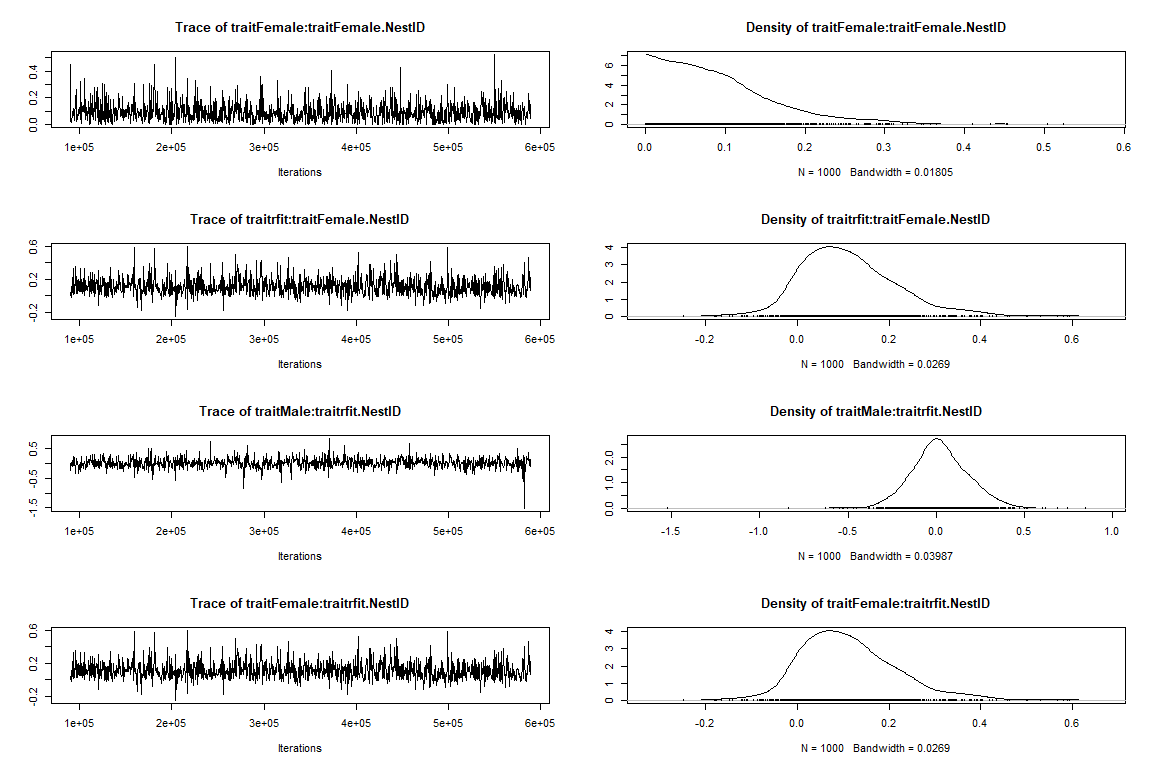 Trace of traitFemale:traitFemale.NestID
0.0 0.2 0.4
1e+05 2e+05 3e+05 4e+05 5e+05 6e+05
Iterations
Density of traitFemale:traitFemale.NestID
0 2 4 6
0.0 0.1 0.2 0.3 0.4 0.5 0.6
N = 1000 Bandwidth = 0.01805
Trace of traitrfit:traitFemale.NestID
-0.2 0.2 0.6
1e+05 2e+05 3e+05 4e+05 5e+05 6e+05
Iterations
Density of traitrfit:traitFemale.NestID
0 1 2 3 4
-0.2 0.0 0.2 0.4 0.6
N = 1000 Bandwidth = 0.0269
Trace of traitMale:traitrfit.NestID
-1.5 -0.5 0.5
1e+05 2e+05 3e+05 4e+05 5e+05 6e+05
Iterations
Density of traitMale:traitrfit.NestID
0.0 1.0 2.0
-1.5 -1.0 -0.5 0.0 0.5 1.0
N = 1000 Bandwidth = 0.03987
Trace of traitFemale:traitrfit.NestID
-0.2 0.2 0.6
1e+05 2e+05 3e+05 4e+05 5e+05 6e+05
Iterations
Density of traitFemale:traitrfit.NestID
0 1 2 3 4
-0.2 0.0 0.2 0.4 0.6
N = 1000 Bandwidth = 0.0269